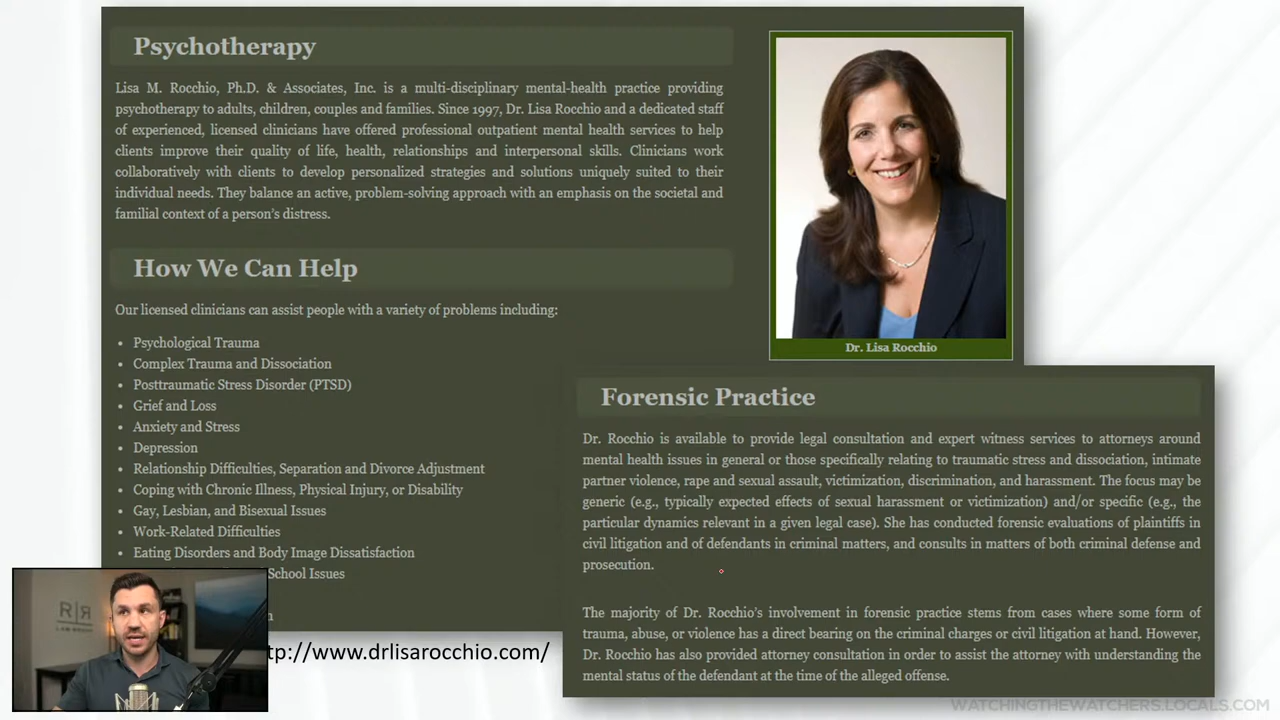 Psychotherapy
Lisa M. Rocchio, Ph.D. & Associates, Inc. is a multi-disciplinary mental-health practice providing
psychotherapy to adults, children, couples and families. Since 1997, Dr. Lisa Rocchio and a dedicated staff
of experienced, licensed clinicians have offered professional outpatient mental health services to help
clients improve their quality of life, health, relationships and interpersonal skills. Clinicians work
collaboratively with clients to develop personalized strategies and solutions uniquely suited to their
individual needs. They balance an active, problem-solving approach with an emphasis on the societal and
familial context of a person's distress.
How We Can Help
Our licensed clinicians can assist people with a variety of problems including:
• Psychological Trauma
• Complex Trauma and Dissociation
• Posttraumatic Stress Disorder (PTSD)
• Grief and Loss
• Anxiety and Stress
• Depression
• Relationship Difficulties, Separation and Divorce Adjustment
• Coping with Chronic Illness, Physical Injury, or Disability
• Gay, Lesbian, and Bisexual Issues
• Work-Related Difficulties
• Eating Disorders and Body Image Dissatisfaction
School Issues
Dr. Lisa Rocchio
Forensic Practice
Dr. Rocchio is available to provide legal consultation and expert witness services to attorneys around
mental health issues in general or those specifically relating to traumatic stress and dissociation, intimate
partner violence, rape and sexual assault, victimization, discrimination, and harassment. The focus may be
generic (e.g., typically expected effects of sexual harassment or victimization) and/or specific (e.g., the
particular dynamics relevant in a given legal case). She has conducted forensic evaluations of plaintiffs in
civil litigation and of defendants in criminal matters, and consults in matters of both criminal defense and
prosecution.
The majority of Dr. Rocchio's involvement in forensic practice stems from cases where some form of
trauma, abuse, or violence has a direct bearing on the criminal charges or civil litigation at hand. However,
Dr. Rocchio has also provided attorney consultation in order to assist the attorney with understanding the
mental status of the defendant at the time of the alleged offense.
tp://www.drlisarocchio.com/
R|R
LAW GROUP
WATCHINGTHEWATCHERS.LOCALS.COM